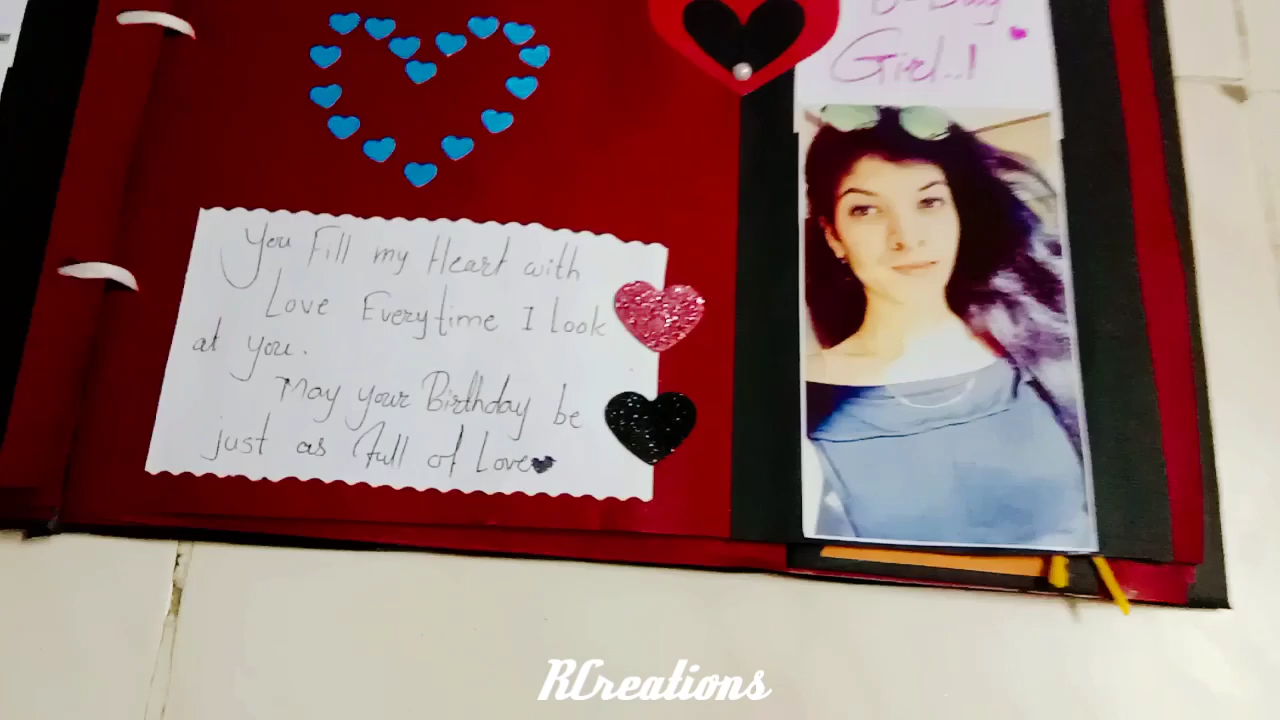 B-Day
Girl..!
You Fill my Heart with
Love Everytime I look
at you.
May your Birthday be
just as full of Love
RCreations